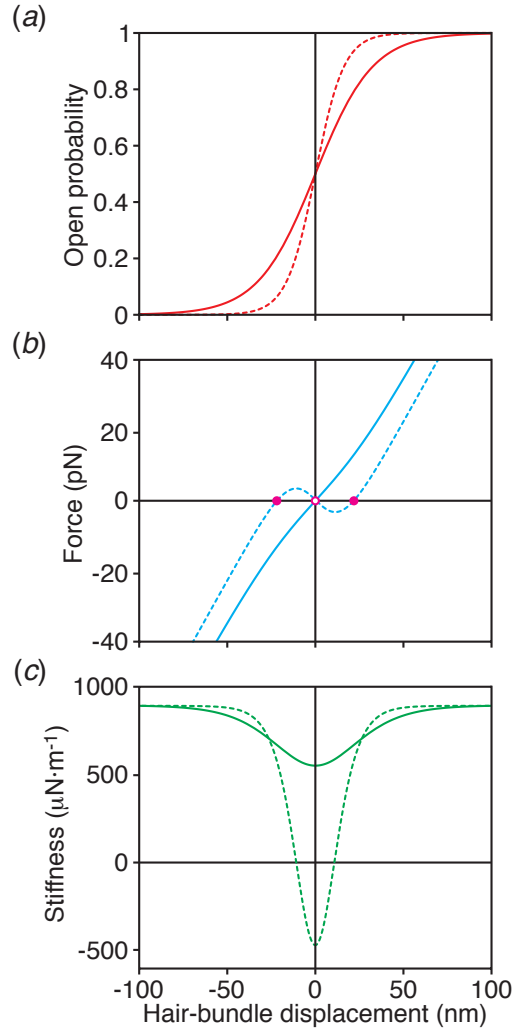 (a)
Open probability
1
0.8
0.6
0.4
0.2
0
(b)
Force (pN)
40
20
0
-20
-40
(c)
Stiffness (µN·m⁻¹)
1000
500
0
-500
-100
-50
0
50
100
Hair-bundle displacement (nm)